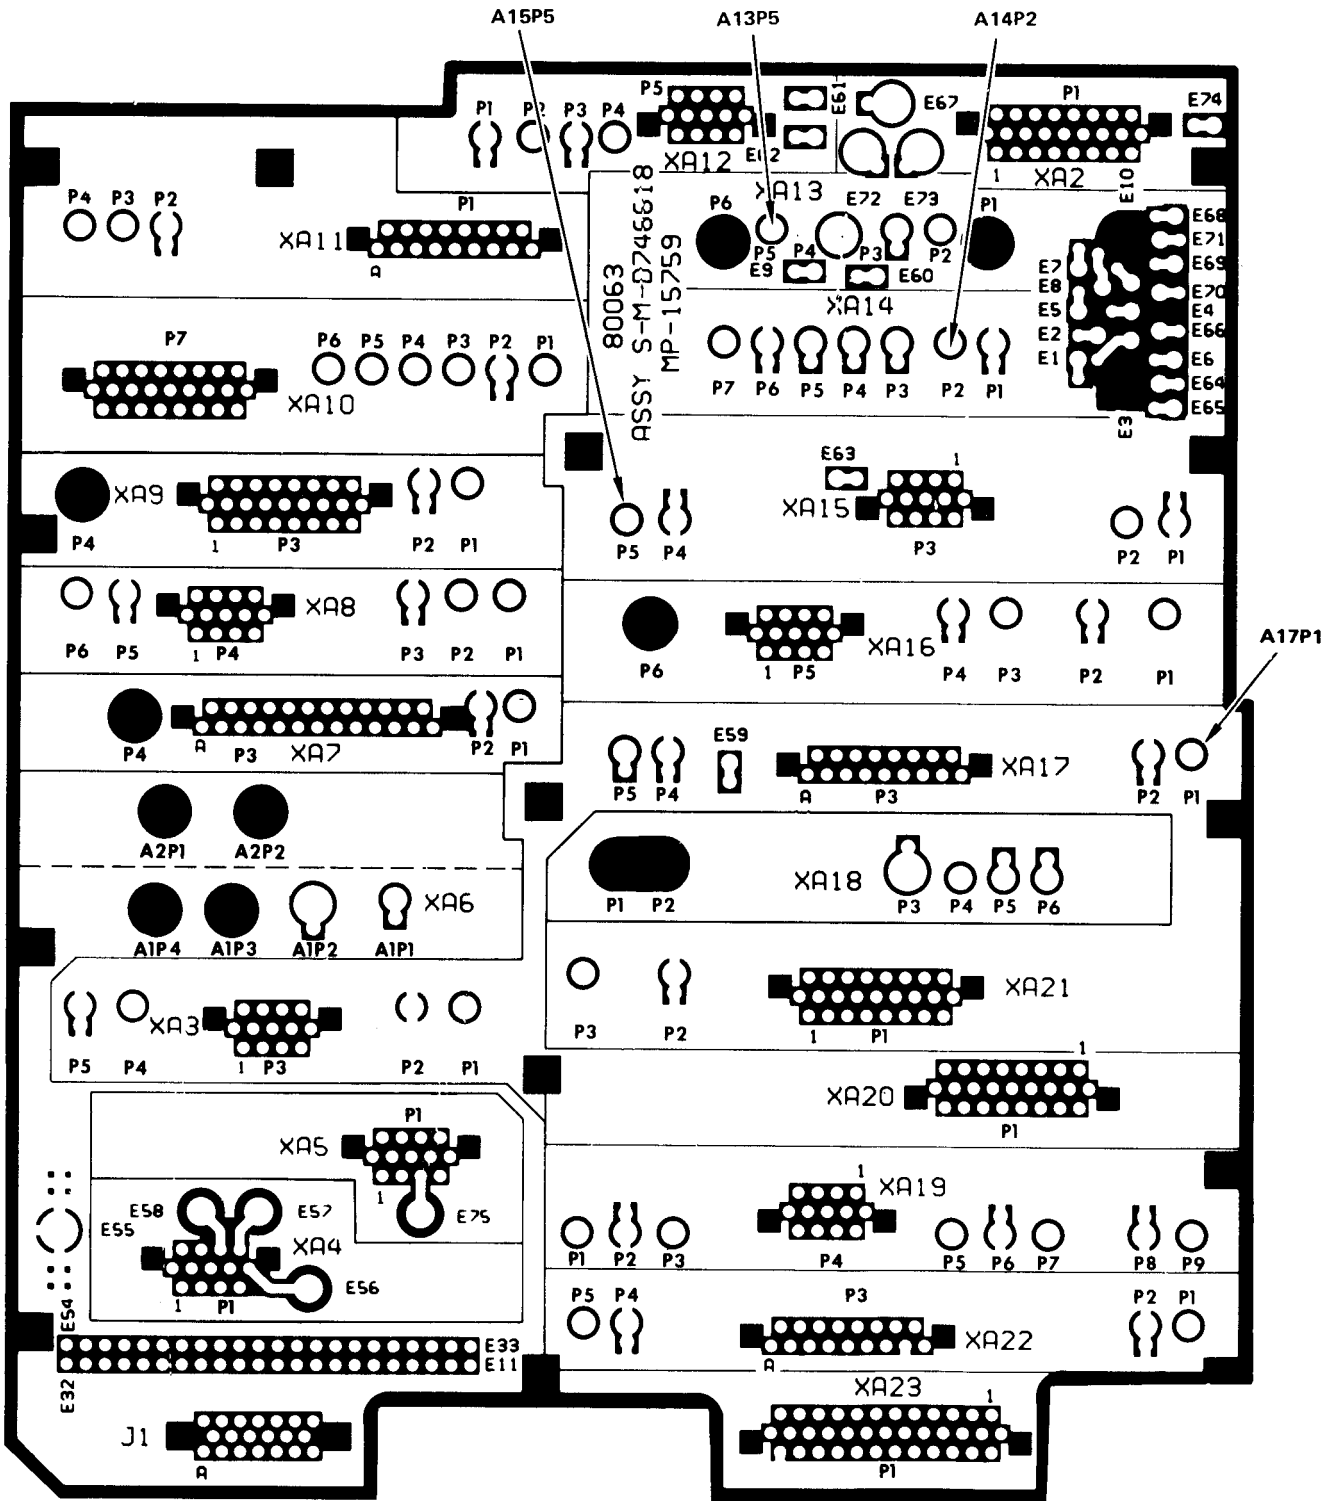 A15P5 A13P5 A14P2
P1 P2 P3 P4 P5 E61 E67 P1 E74
XA12 E62 1 XA2 E10
P4 P3 P2 P1 XA11 A
XA13 E72 E73 P6 P1
P5 P4 P3 P2
E9 E60
E68
E71
E69
E70
E4
E66
E6
E64
E65
E7
E8
E5
E2
E1
E3
80063
ASSY S-M-D746618
MP-15759
XA14
P7 P6 P5 P4 P3 P2 P1
P7 P6 P5 P4 P3 P2 P1
XA10
XA9
P4 1 P3 P2 P1
E63 1
XA15
P5 P4 P3 P2 P1
XA8
P6 P5 1 P4 P3 P2 P1
XA16
P6 1 P5 P4 P3 P2 P1
A17P1
P4 A P3 XA7 P2 P1
E59
XA17
P5 P4 A P3 P2 P1
A2P1 A2P2
XA18
P1 P2 P3 P4 P5 P6
XA6
A1P4 A1P3 A1P2 A1P1
XA3
P5 P4 1 P3 P2 P1
XA21
P3 P2 1 P1
1
XA20
P1
P1
XA5
1 E75
E58 E57
E55
XA4
E56
1 P1
1
XA19
P1 P2 P3 P4 P5 P6 P7 P8 P9
P5 P4 P3 P2 P1
XA22
A
E54 E33
E32 E11
XA23 1
P1
J1
A